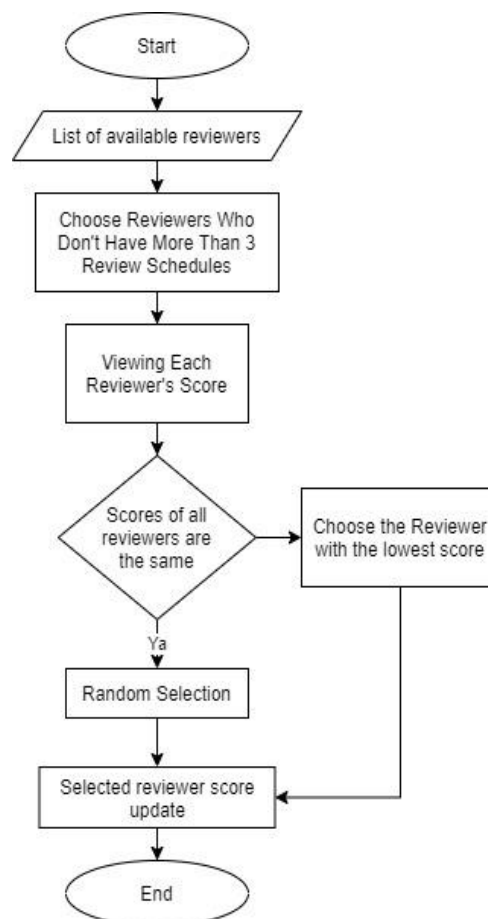 Start
List of available reviewers
Choose Reviewers Who
Don't Have More Than 3
Review Schedules
Viewing Each
Reviewer's Score
Scores of all
reviewers are
the same
Choose the Reviewer
with the lowest score
Ya
Random Selection
Selected reviewer score
update
End